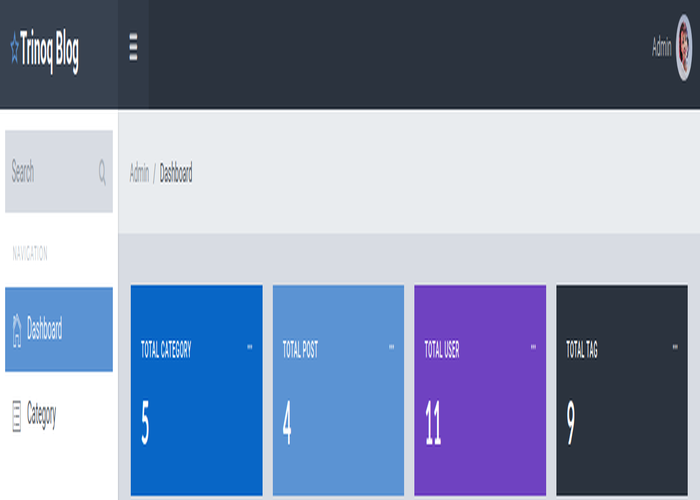 Trinoq Blog
Admin
Search
Admin / Dashboard
NAVIGATION
Dashboard
Category
TOTAL CATEGORY
5
TOTAL POST
4
TOTAL USER
11
TOTAL TAG
9